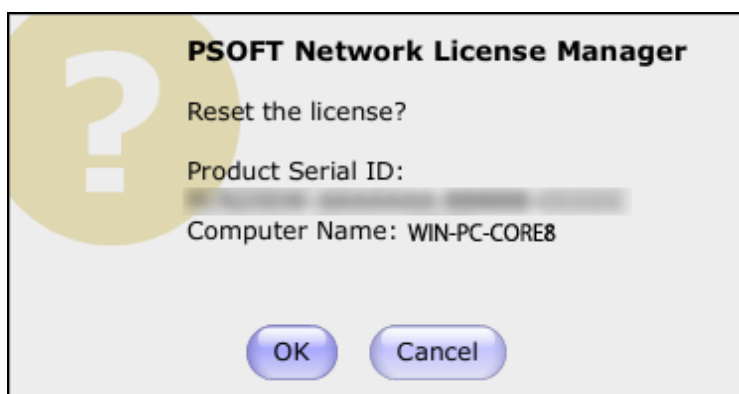 ?
PSOFT Network License Manager
Reset the license?
Product Serial ID:
Computer Name: WIN-PC-CORE8
OK Cancel